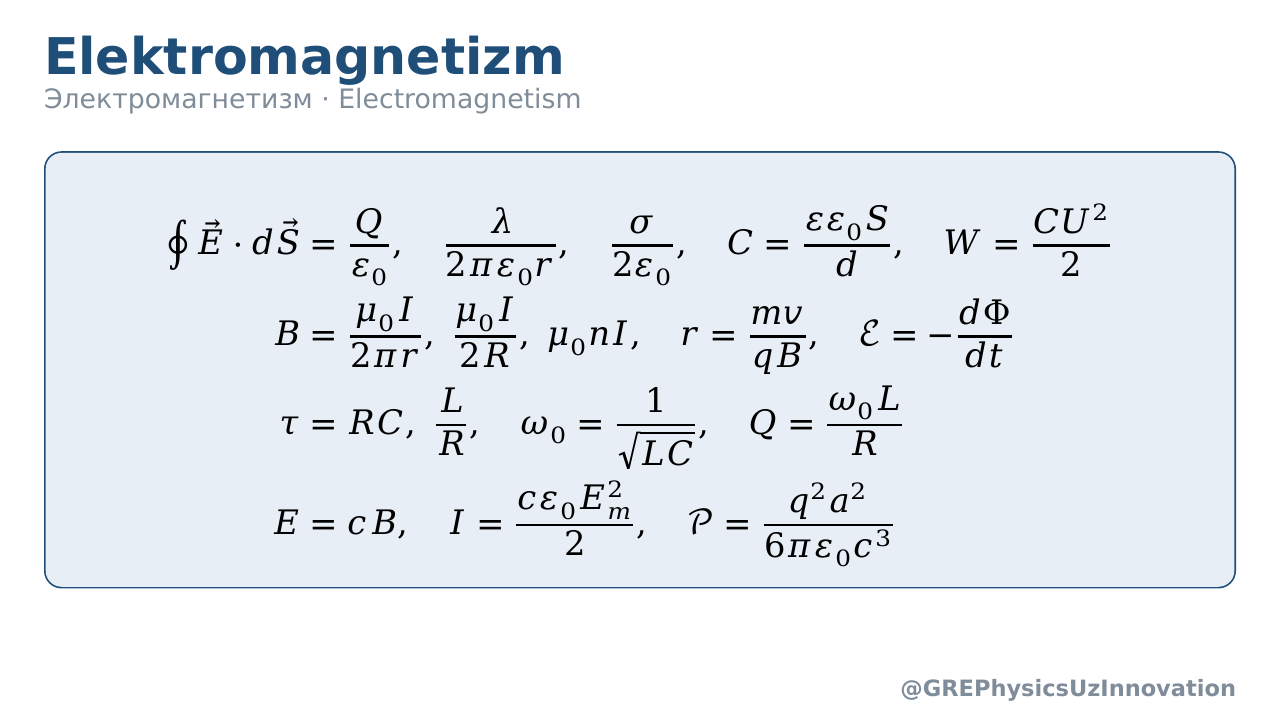 Elektromagnetizm
Электромагнетизм · Electromagnetism
∮ E⃗ · dS⃗ = Q/ε₀, λ/(2πε₀r), σ/(2ε₀), C = εε₀S/d, W = CU²/2
B = μ₀I/(2πr), μ₀I/(2R), μ₀nI, r = mv/(qB), ℰ = −dΦ/dt
τ = RC, L/R, ω₀ = 1/√(LC), Q = ω₀L/R
E = cB, I = cε₀E²ₘ/2, 𝒫 = q²a²/(6πε₀c³)
@GREPhysicsUzInnovation